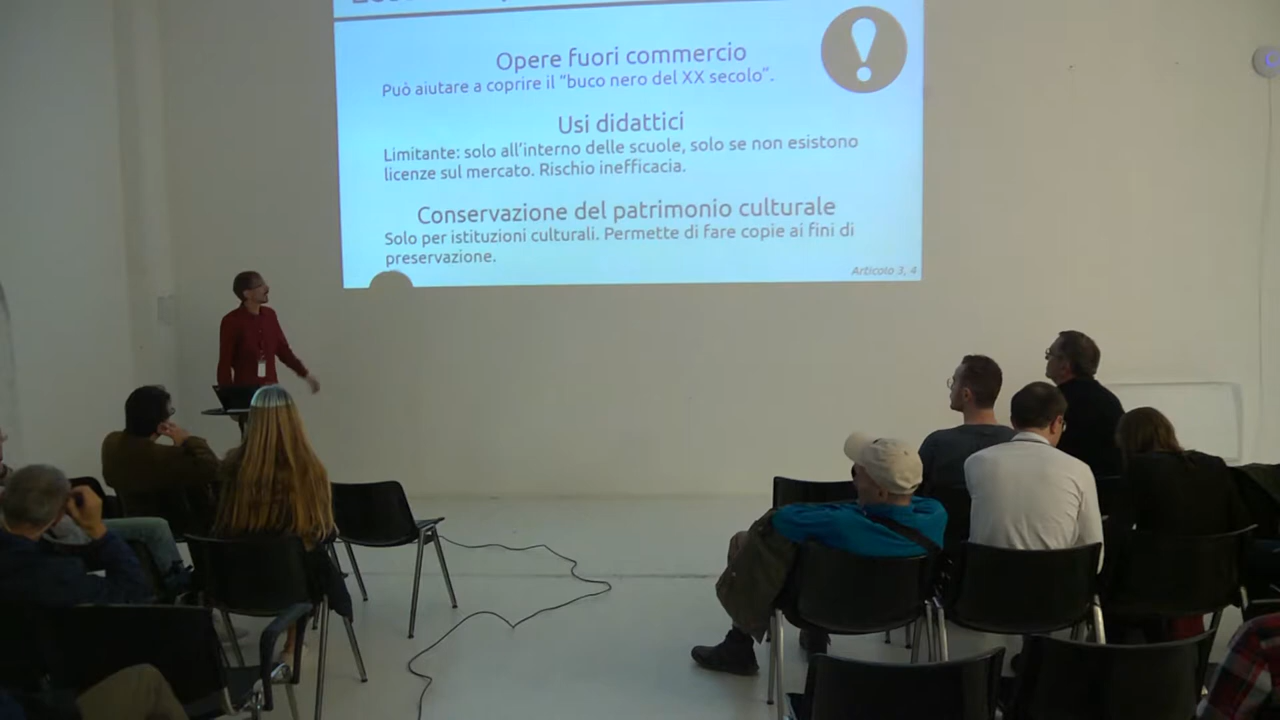 Opere fuori commercio
Può aiutare a coprire il “buco nero del XX secolo”.
Usi didattici
Limitante: solo all’interno delle scuole, solo se non esistono
licenze sul mercato. Rischio inefficacia.
Conservazione del patrimonio culturale
Solo per istituzioni culturali. Permette di fare copie ai fini di
preservazione.
Articolo 3, 4